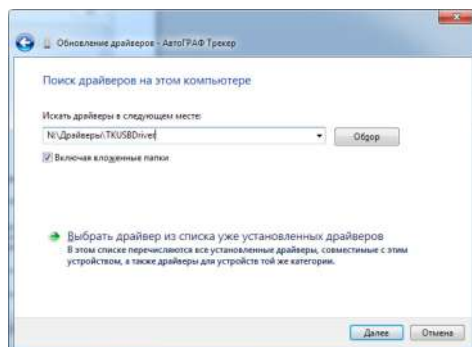 Обновление драйверов - АвтоГРАФ Трекер
Поиск драйверов на этом компьютере
Искать драйверы в следующем месте:
N:\Драйверы\TKUSBDriver
Обзор
Включая вложенные папки
Выбрать драйвер из списка уже установленных драйверов
В этом списке перечисляются все установленные драйверы, совместимые с этим
устройством, а также драйверы для устройств той же категории.
Далее
Отмена